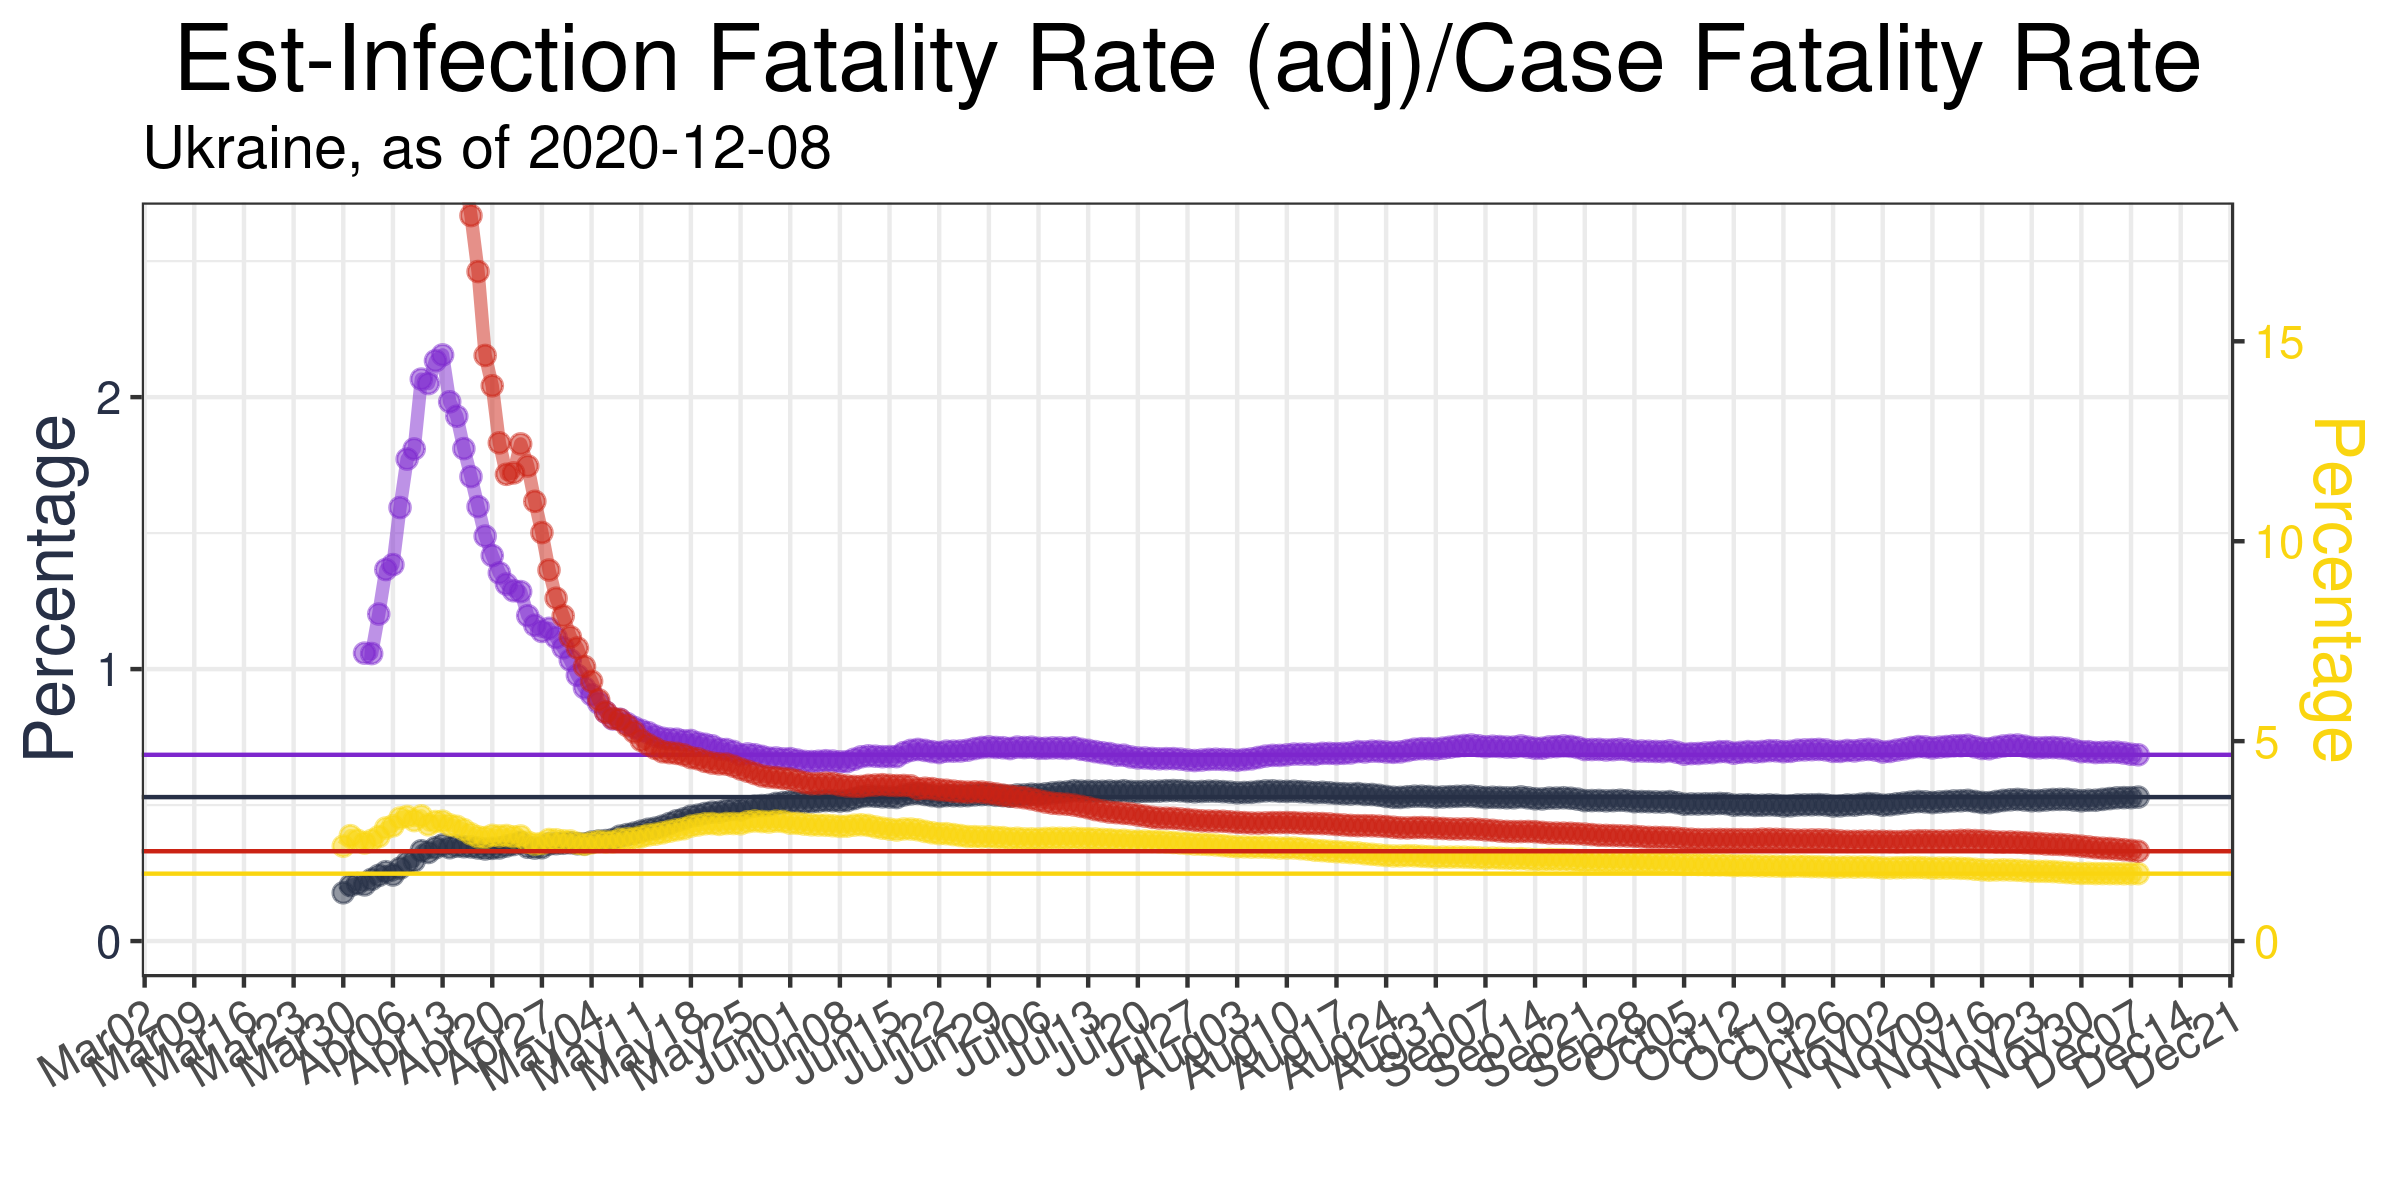 Est-Infection Fatality Rate (adj)/Case Fatality Rate
Ukraine, as of 2020-12-08
Percentage
2
1
0
15
10
5
0
Percentage
Mar02
Mar09
Mar16
Mar23
Mar30
Apr06
Apr13
Apr20
Apr27
May04
May11
May18
May25
Jun01
Jun08
Jun15
Jun22
Jun29
Jul06
Jul13
Jul20
Jul27
Aug03
Aug10
Aug17
Aug24
Aug31
Sep07
Sep14
Sep21
Sep28
Oct05
Oct12
Oct19
Oct26
Nov02
Nov09
Nov16
Nov23
Nov30
Dec07
Dec14
Dec21